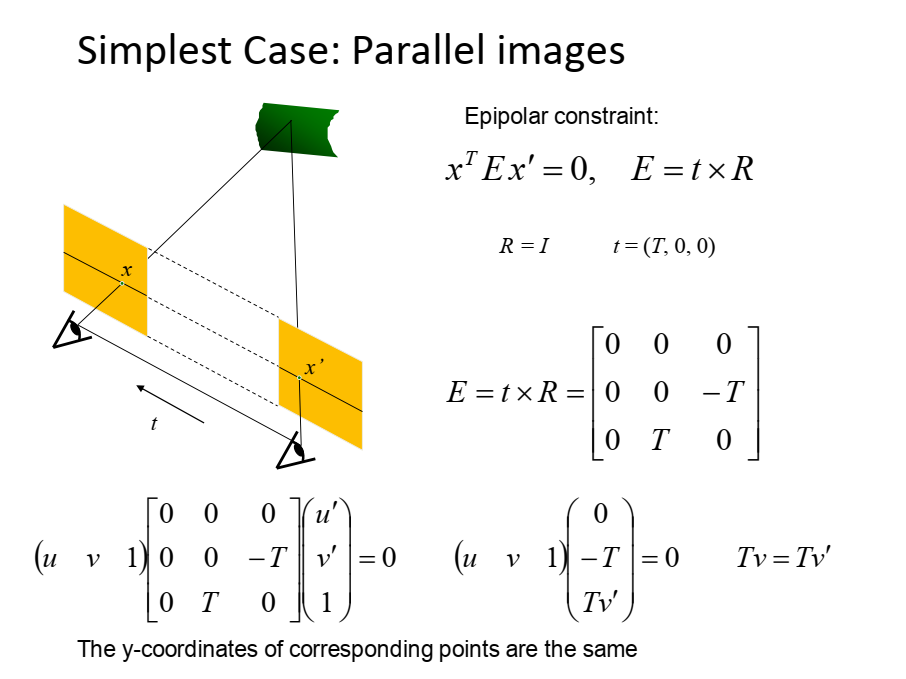 Simplest Case: Parallel images
Epipolar constraint:
x^T E x′ = 0,   E = t × R
R = I   t = (T, 0, 0)
x
x’
t
E = t × R = [0 0 0; 0 0 −T; 0 T 0]
(u v 1) [0 0 0; 0 0 −T; 0 T 0] (u′; v′; 1) = 0   (u v 1) (0; −T; Tv′) = 0   Tv = Tv′
The y-coordinates of corresponding points are the same